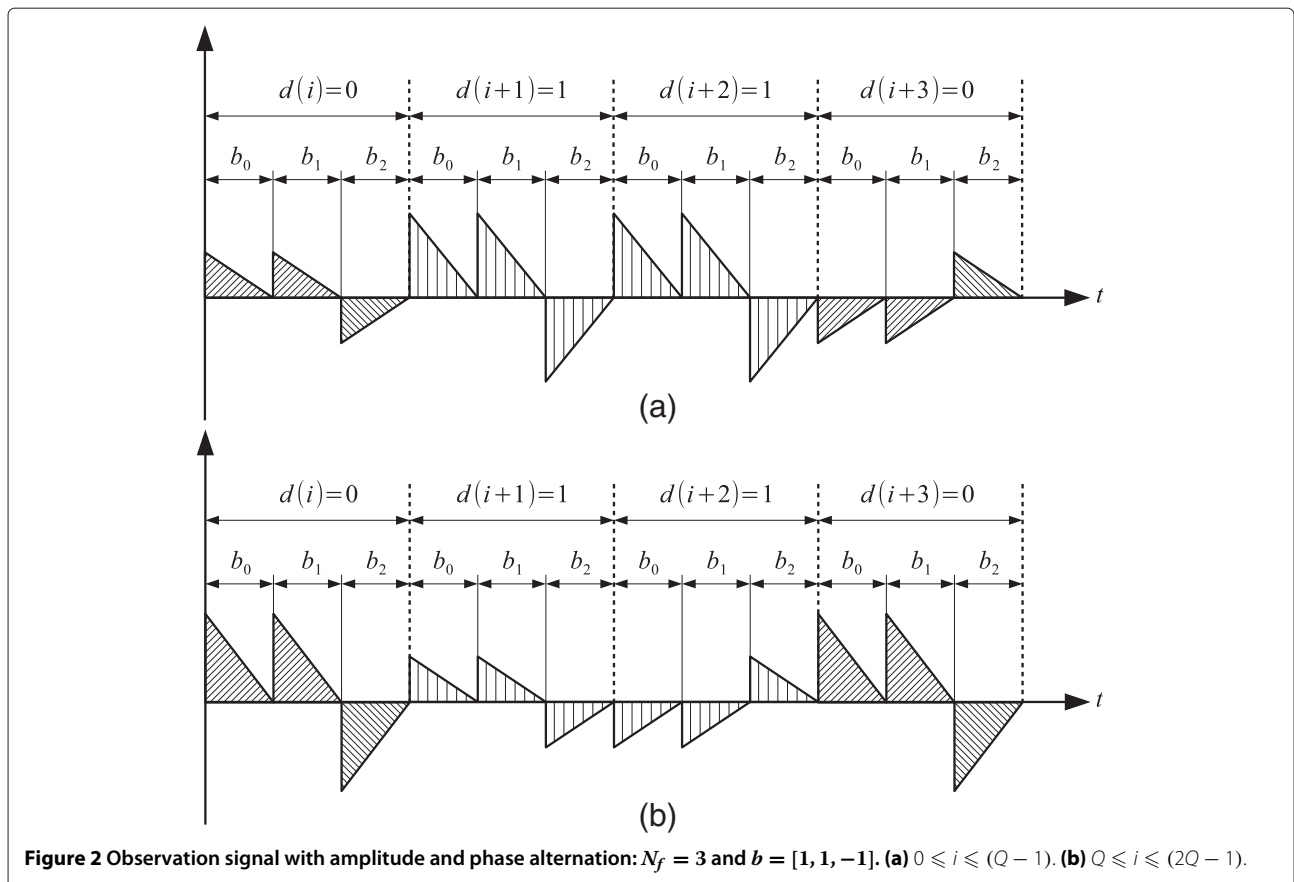 d(i)=0 d(i+1)=1 d(i+2)=1 d(i+3)=0
b₀ b₁ b₂ b₀ b₁ b₂ b₀ b₁ b₂ b₀ b₁ b₂
t
(a)
d(i)=0 d(i+1)=1 d(i+2)=1 d(i+3)=0
b₀ b₁ b₂ b₀ b₁ b₂ b₀ b₁ b₂ b₀ b₁ b₂
t
(b)
Figure 2 Observation signal with amplitude and phase alternation: N_f = 3 and b = [1, 1, −1]. (a) 0 ⩽ i ⩽ (Q − 1). (b) Q ⩽ i ⩽ (2Q − 1).